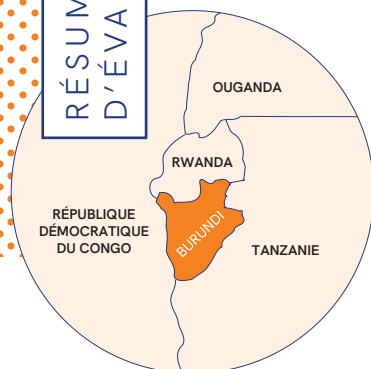 RÉSUM
D'ÉVA
OUGANDA
RWANDA
RÉPUBLIQUE
DÉMOCRATIQUE
DU CONGO
BURUNDI
TANZANIE